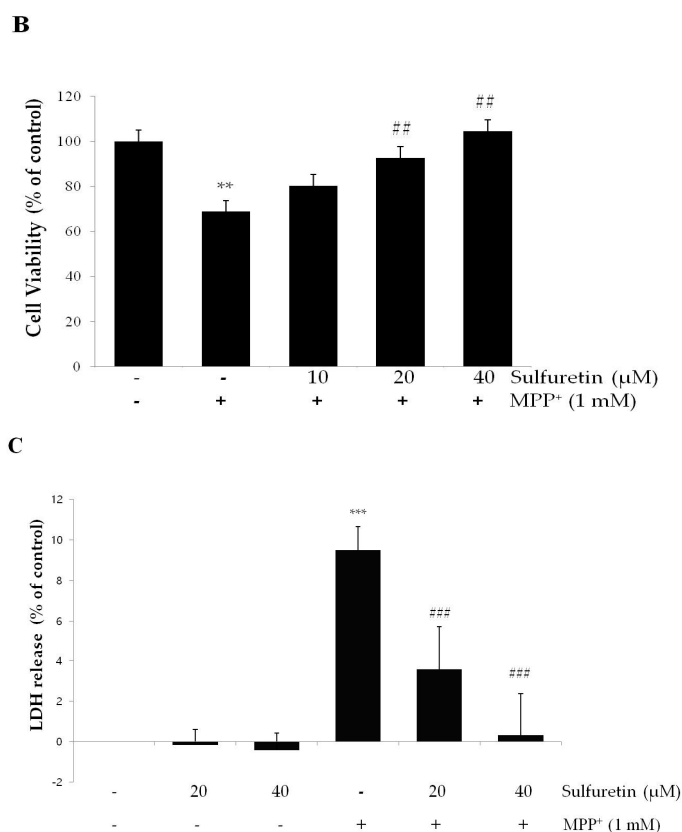 B
120
## ##
100
80
**
60
40
20
0
Cell Viability (% of control)
- - 10 20 40 Sulfuretin (μM)
- + + + + MPP⁺ (1 mM)
C
12
***
10
8
6
###
4
###
2
0
-2
LDH release (% of control)
- 20 40 - 20 40 Sulfuretin (μM)
- - - + + + MPP⁺ (1 mM)